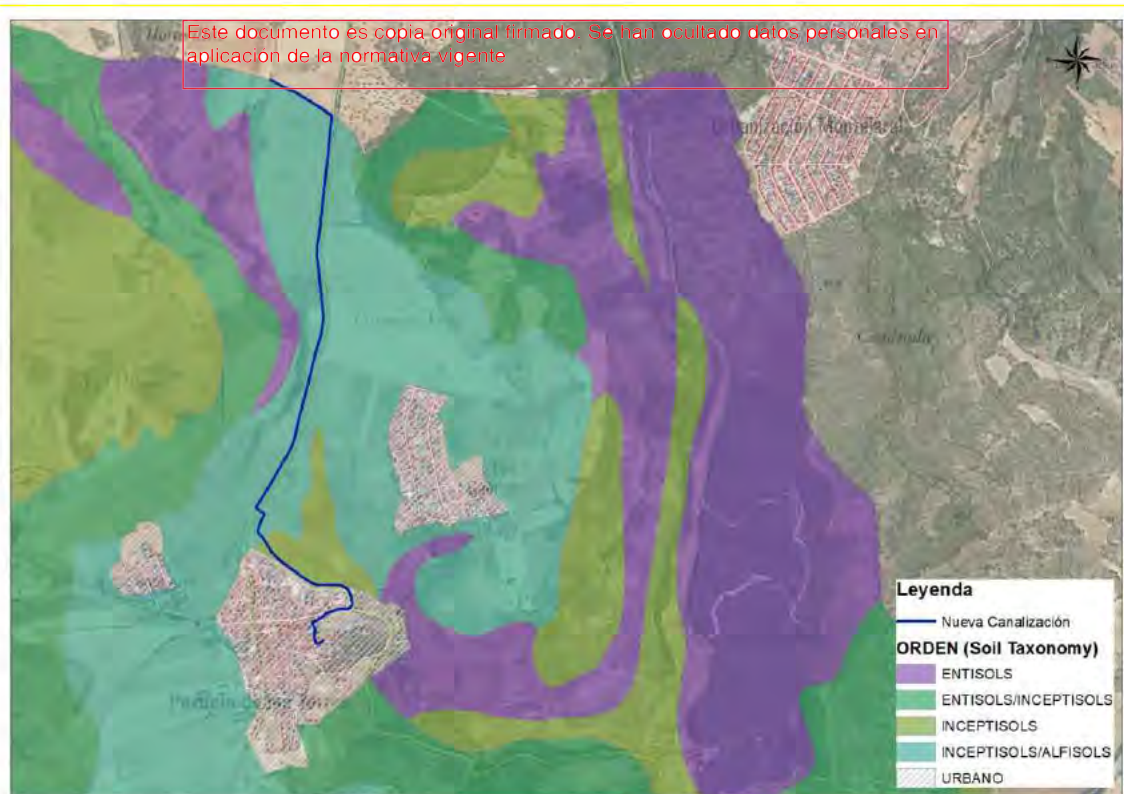 Este documento es copia original firmado. Se han ocultado datos personales en
aplicación de la normativa vigente
Urbanización
Leyenda
Nueva Canalización
ORDEN (Soil Taxonomy)
ENTISOLS
ENTISOLS/INCEPTISOLS
INCEPTISOLS
INCEPTISOLS/ALFISOLS
URBANO